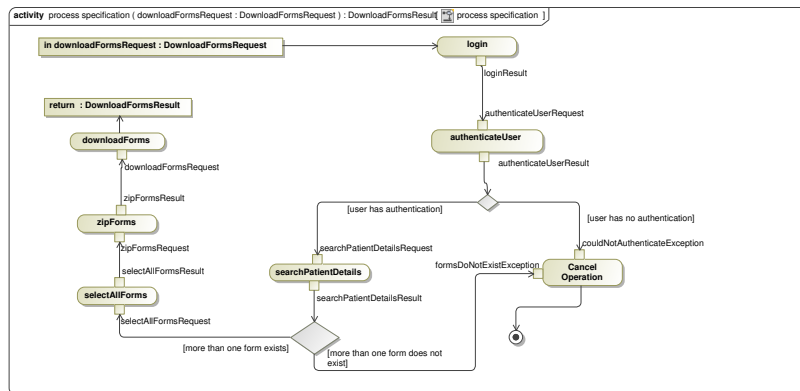 activity process specification ( downloadFormsRequest : DownloadFormsRequest ) : DownloadFormsResult[ process specification ]
in downloadFormsRequest : DownloadFormsRequest
login
loginResult
return : DownloadFormsResult
authenticateUserRequest
downloadForms
authenticateUser
authenticateUserResult
downloadFormsRequest
zipFormsResult
[user has authentication]
[user has no authentication]
zipForms
zipFormsRequest
searchPatientDetailsRequest
couldNotAuthenticateException
selectAllFormsResult
searchPatientDetails
formsDoNotExistException
Cancel
Operation
selectAllForms
searchPatientDetailsResult
selectAllFormsRequest
[more than one form exists]
[more than one form does not
exist]